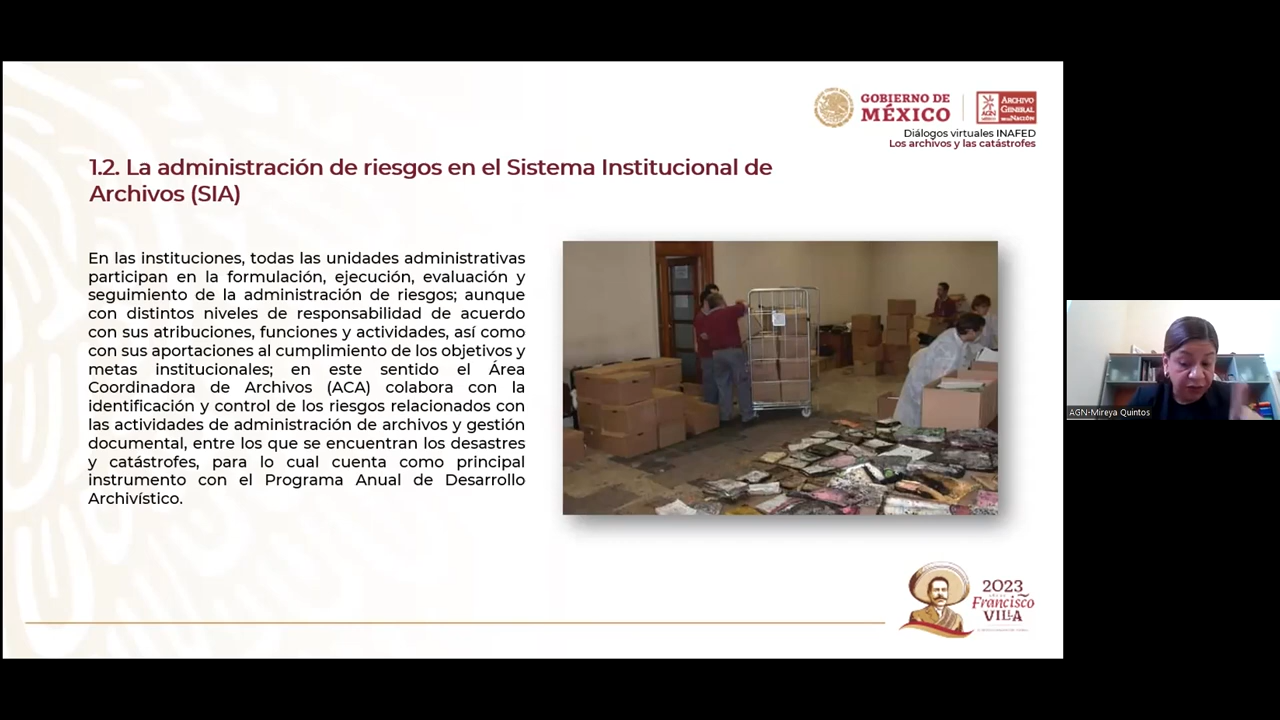 GOBIERNO DE
MÉXICO
AGN
MÉXICO
ARCHIVO
GENERAL
DE LA NACIÓN
Diálogos virtuales INAFED
Los archivos y las catástrofes
1.2. La administración de riesgos en el Sistema Institucional de
Archivos (SIA)
En las instituciones, todas las unidades administrativas
participan en la formulación, ejecución, evaluación y
seguimiento de la administración de riesgos; aunque
con distintos niveles de responsabilidad de acuerdo
con sus atribuciones, funciones y actividades, así como
con sus aportaciones al cumplimiento de los objetivos y
metas institucionales; en este sentido el Área
Coordinadora de Archivos (ACA) colabora con la
identificación y control de los riesgos relacionados con
las actividades de administración de archivos y gestión
documental, entre los que se encuentran los desastres
y catástrofes, para lo cual cuenta como principal
instrumento con el Programa Anual de Desarrollo
Archivístico.
AGN-Mireya Quintos
2023
Francisco
VILLA